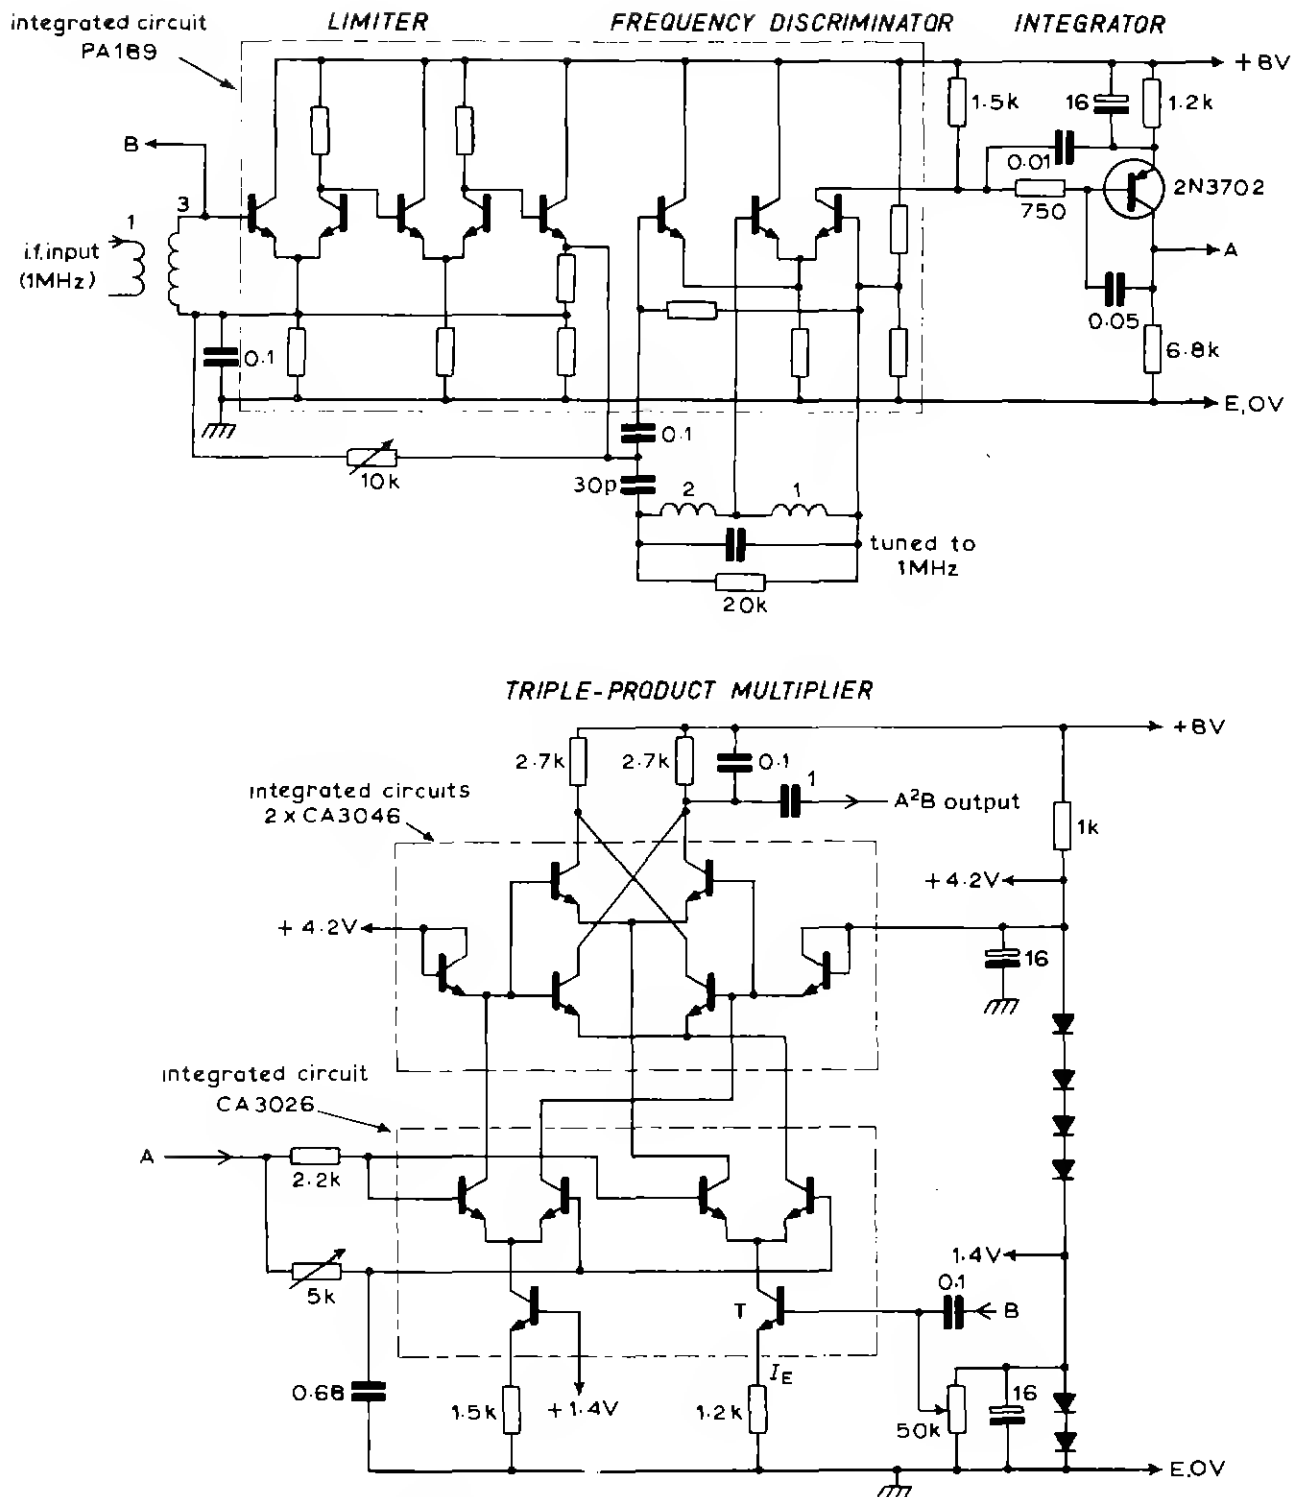 integrated circuit
PA189
LIMITER
FREQUENCY DISCRIMINATOR
INTEGRATOR
+8V
1.5k
16
1.2k
B
0.01
2N3702
750
1
3
i.f. input
(1MHz)
A
0.05
0.1
6.8k
E,0V
10k
0.1
30p
2
1
tuned to
1MHz
20k
TRIPLE-PRODUCT MULTIPLIER
+8V
2.7k
2.7k
0.1
1
integrated circuits
2 x CA3046
A²B output
1k
+4.2V
+4.2V
16
integrated circuit
CA3026
A
2.2k
1.4V
5k
0.1
T
B
0.68
IE
1.5k
+1.4V
1.2k
50k
16
E,0V